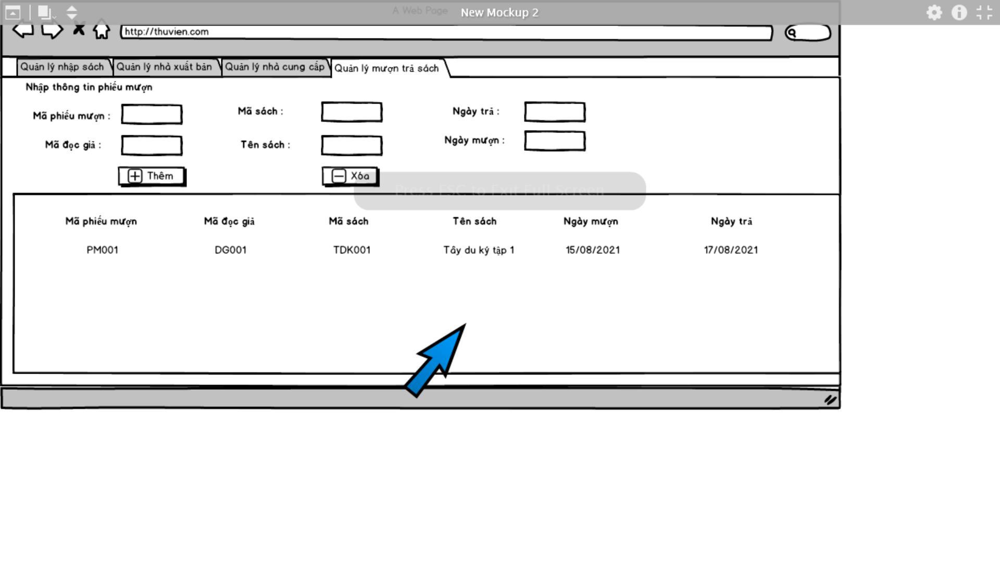 A Web Page
New Mockup 2
http://thuvien.com
Quản lý nhập sách
Quản lý nhà xuất bản
Quản lý nhà cung cấp
Quản lý mượn trả sách
Nhập thông tin phiếu mượn
Mã phiếu mượn :
Mã sách :
Ngày trả :
Mã đọc giả :
Tên sách :
Ngày mượn :
Thêm
Xóa
Press ESC to Exit Full Screen
Mã phiếu mượn Mã đọc giả Mã sách Tên sách Ngày mượn Ngày trả
PM001 DG001 TDK001 Tây du ký tập 1 15/08/2021 17/08/2021